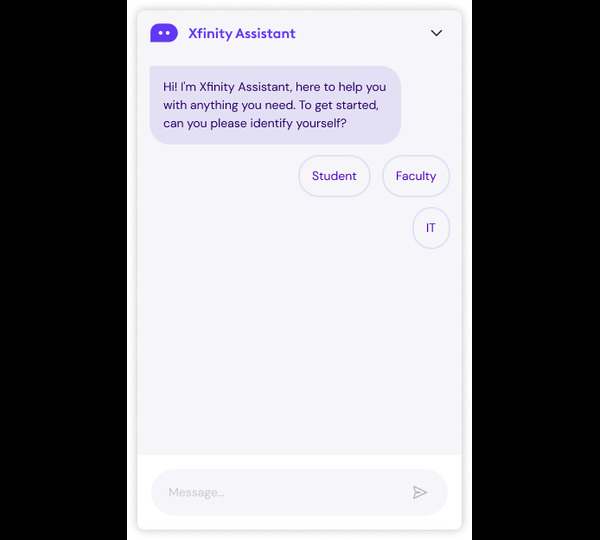 Xfinity Assistant
Hi! I'm Xfinity Assistant, here to help you
with anything you need. To get started,
can you please identify yourself?
Student
Faculty
IT
Message...